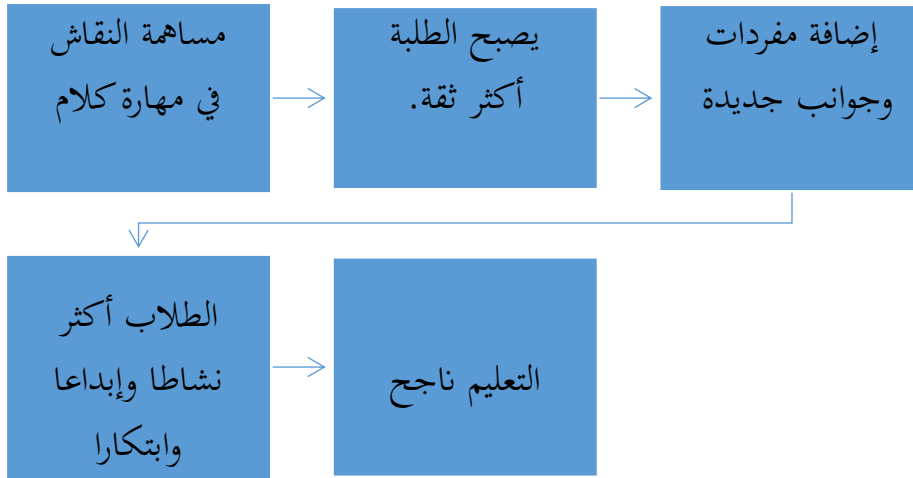 مساهمة النقاش
في مهارة كلام
يصبح الطلبة
أكثر ثقة.
إضافة مفردات
وجوانب جديدة
الطلاب أكثر
نشاطا وإبداعا
وابتكارا
التعليم ناجح